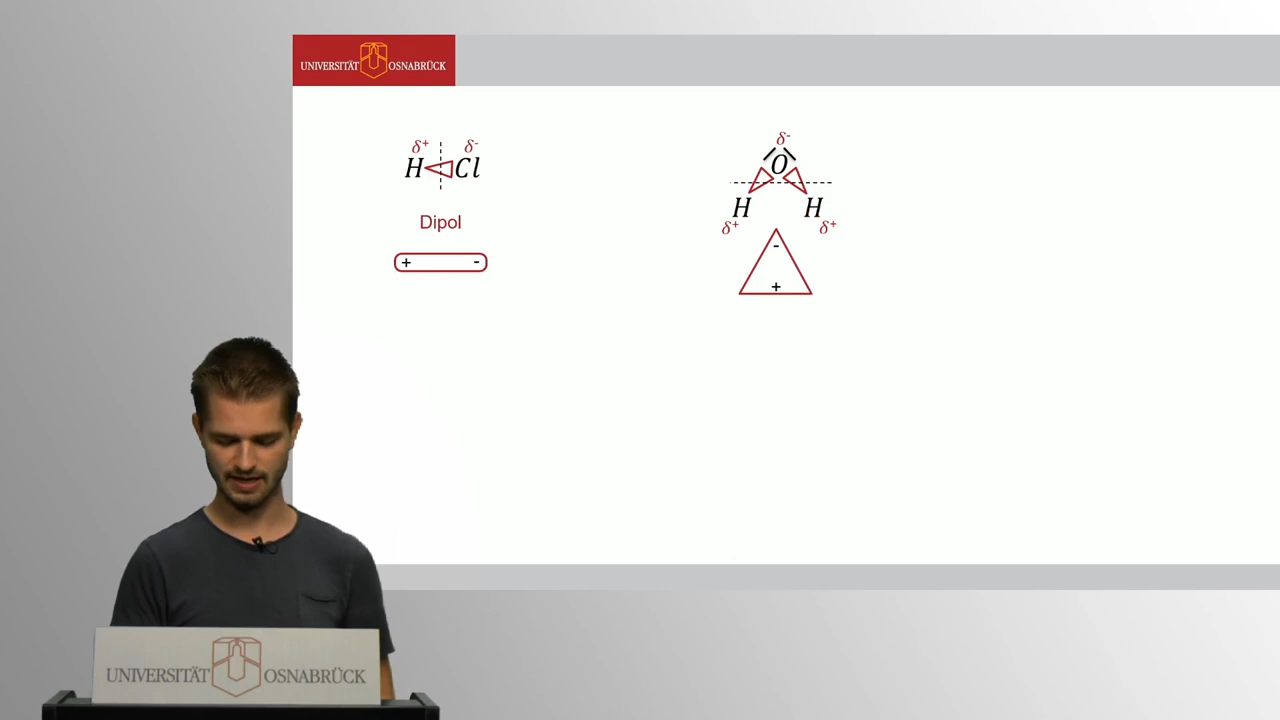 UNIVERSITÄT OSNABRÜCK
δ+ δ-
H Cl
Dipol
+ -
δ-
O
H H
δ+ δ+
-
+
UNIVERSITÄT OSNABRÜCK